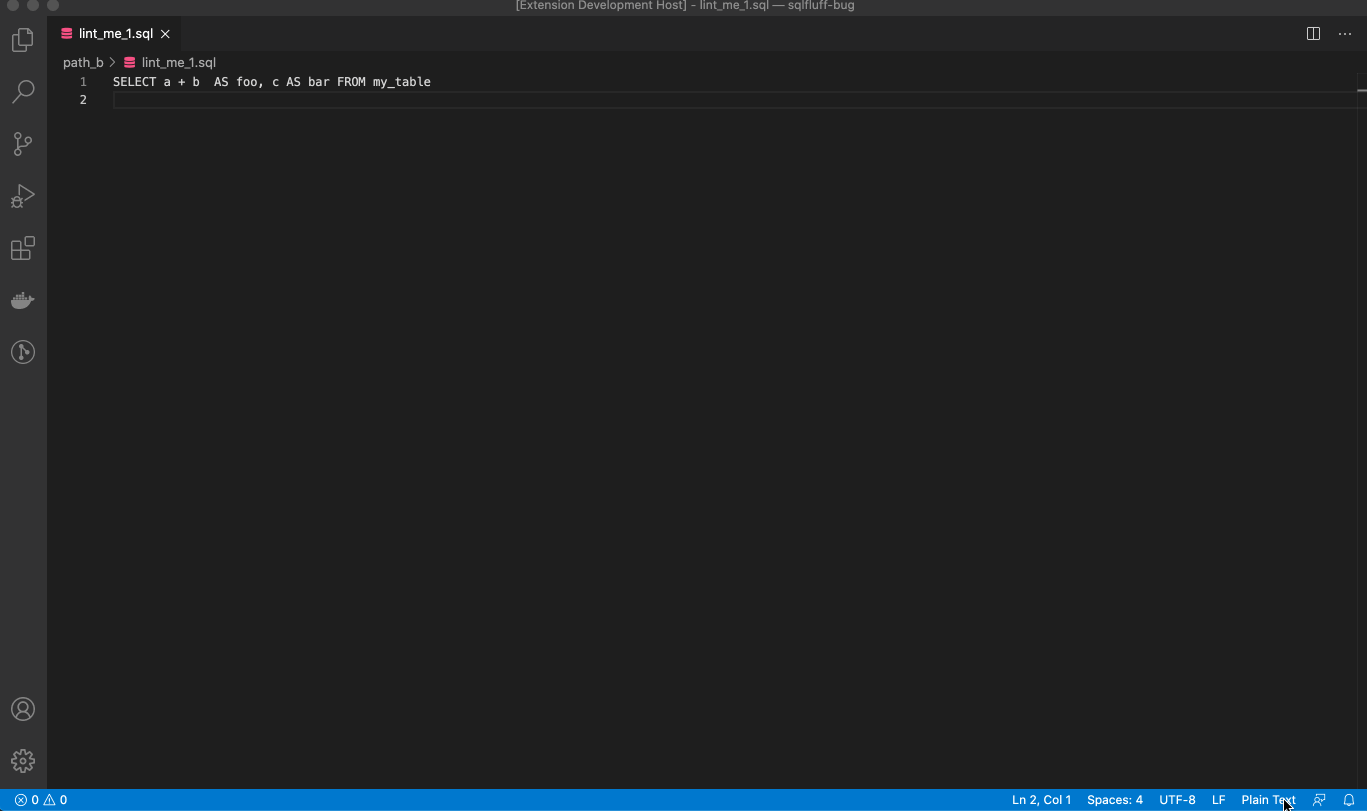 [Extension Development Host] - lint_me_1.sql — sqlfluff-bug
lint_me_1.sql
path_b > lint_me_1.sql
1 SELECT a + b  AS foo, c AS bar FROM my_table
2
0 0 Ln 2, Col 1 Spaces: 4 UTF-8 LF Plain Text